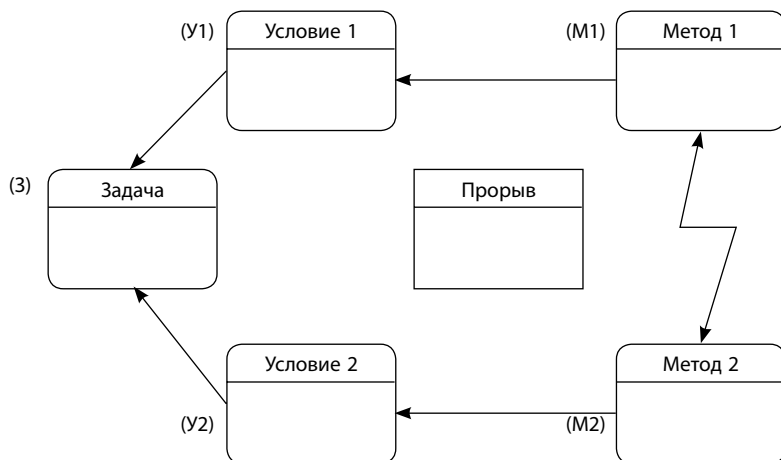 (У1)
Условие 1
(М1)
Метод 1
(З)
Задача
Прорыв
Условие 2
Метод 2
(У2)
(М2)